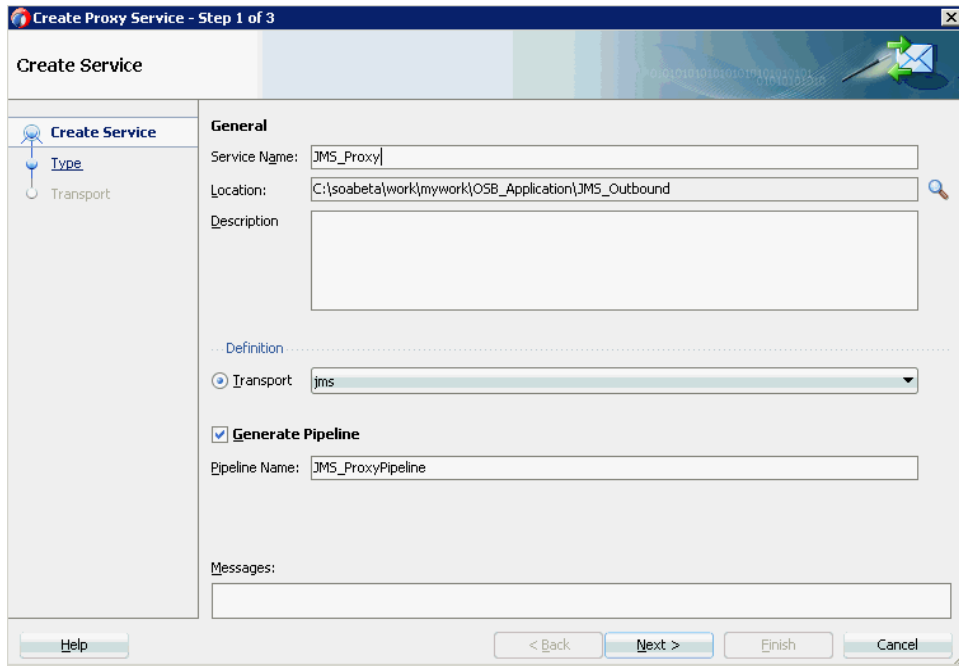 Create Proxy Service - Step 1 of 3
Create Service
Create Service
Type
Transport
General
Service Name: JMS_Proxy
Location: C:\soabeta\work\mywork\OSB_Application\JMS_Outbound
Description
Definition
Transport jms
Generate Pipeline
Pipeline Name: JMS_ProxyPipeline
Messages:
Help < Back Next > Finish Cancel